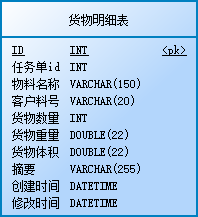 货物明细表
ID INT <pk>
任务单id INT
物料名称 VARCHAR(150)
客户料号 VARCHAR(20)
货物数量 INT
货物重量 DOUBLE(22)
货物体积 DOUBLE(22)
摘要 VARCHAR(255)
创建时间 DATETIME
修改时间 DATETIME